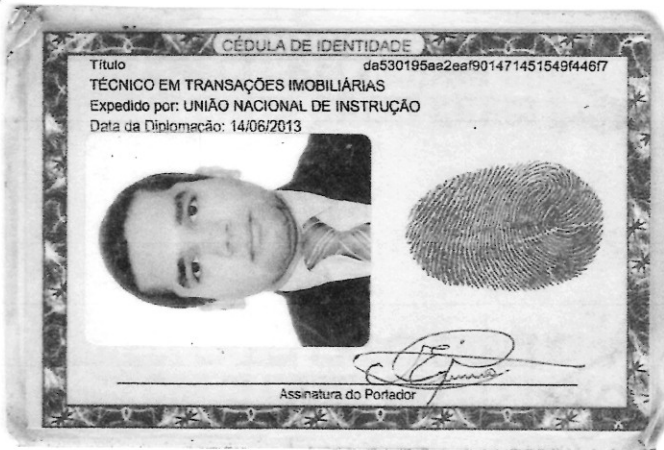 CÉDULA DE IDENTIDADE
Título da530195aa2eaf901471451549f446f7
TÉCNICO EM TRANSAÇÕES IMOBILIÁRIAS
Expedido por: UNIÃO NACIONAL DE INSTRUÇÃO
Data da Diplomação: 14/06/2013
Assinatura do Portador